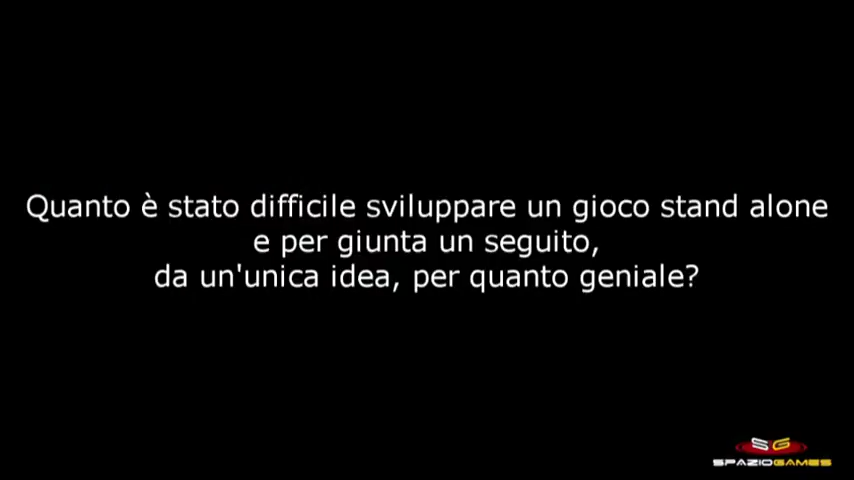 Quanto è stato difficile sviluppare un gioco stand alone
e per giunta un seguito,
da un'unica idea, per quanto geniale?
SG
SPAZIOGAMES